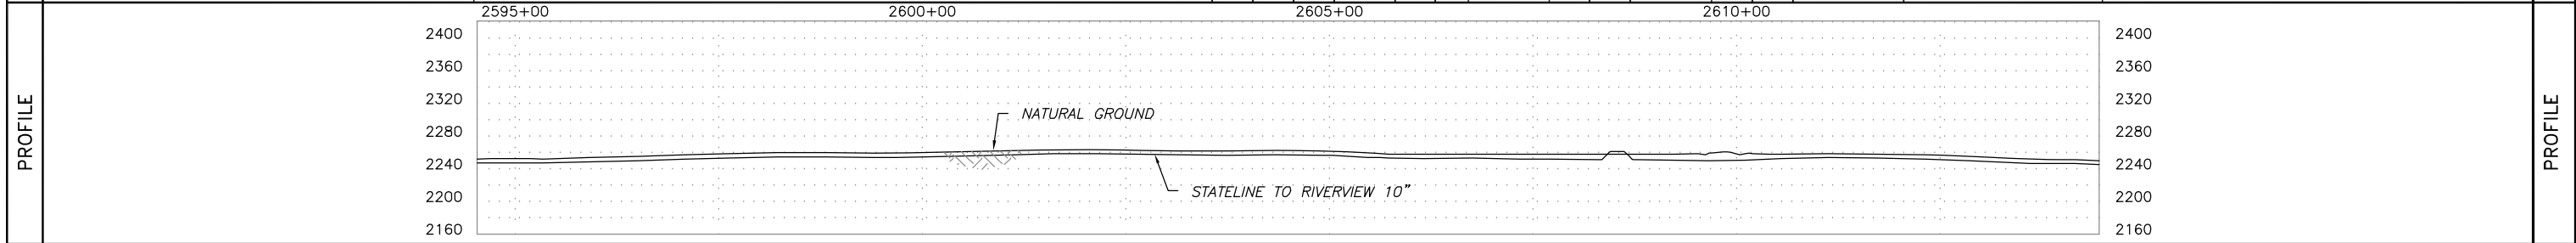 2595+00 2600+00 2605+00 2610+00
2400 2400
2360 2360
2320 2320
NATURAL GROUND
2280 2280
2240 2240
STATELINE TO RIVERVIEW 10"
2200 2200
2160 2160
PROFILE
PROFILE